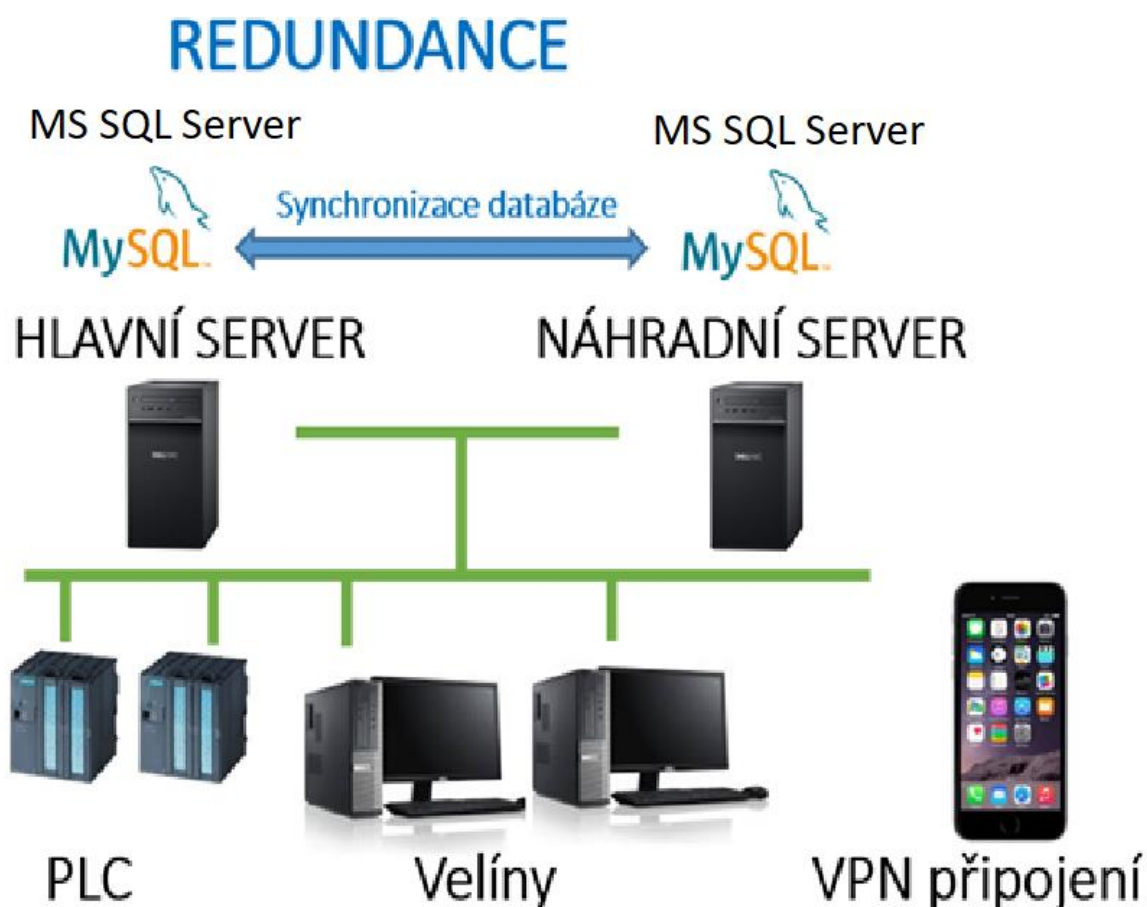 REDUNDANCE
MS SQL Server
MS SQL Server
MySQL
Synchronizace databáze
MySQL
HLAVNÍ SERVER
NÁHRADNÍ SERVER
PLC
Velíny
VPN připojení